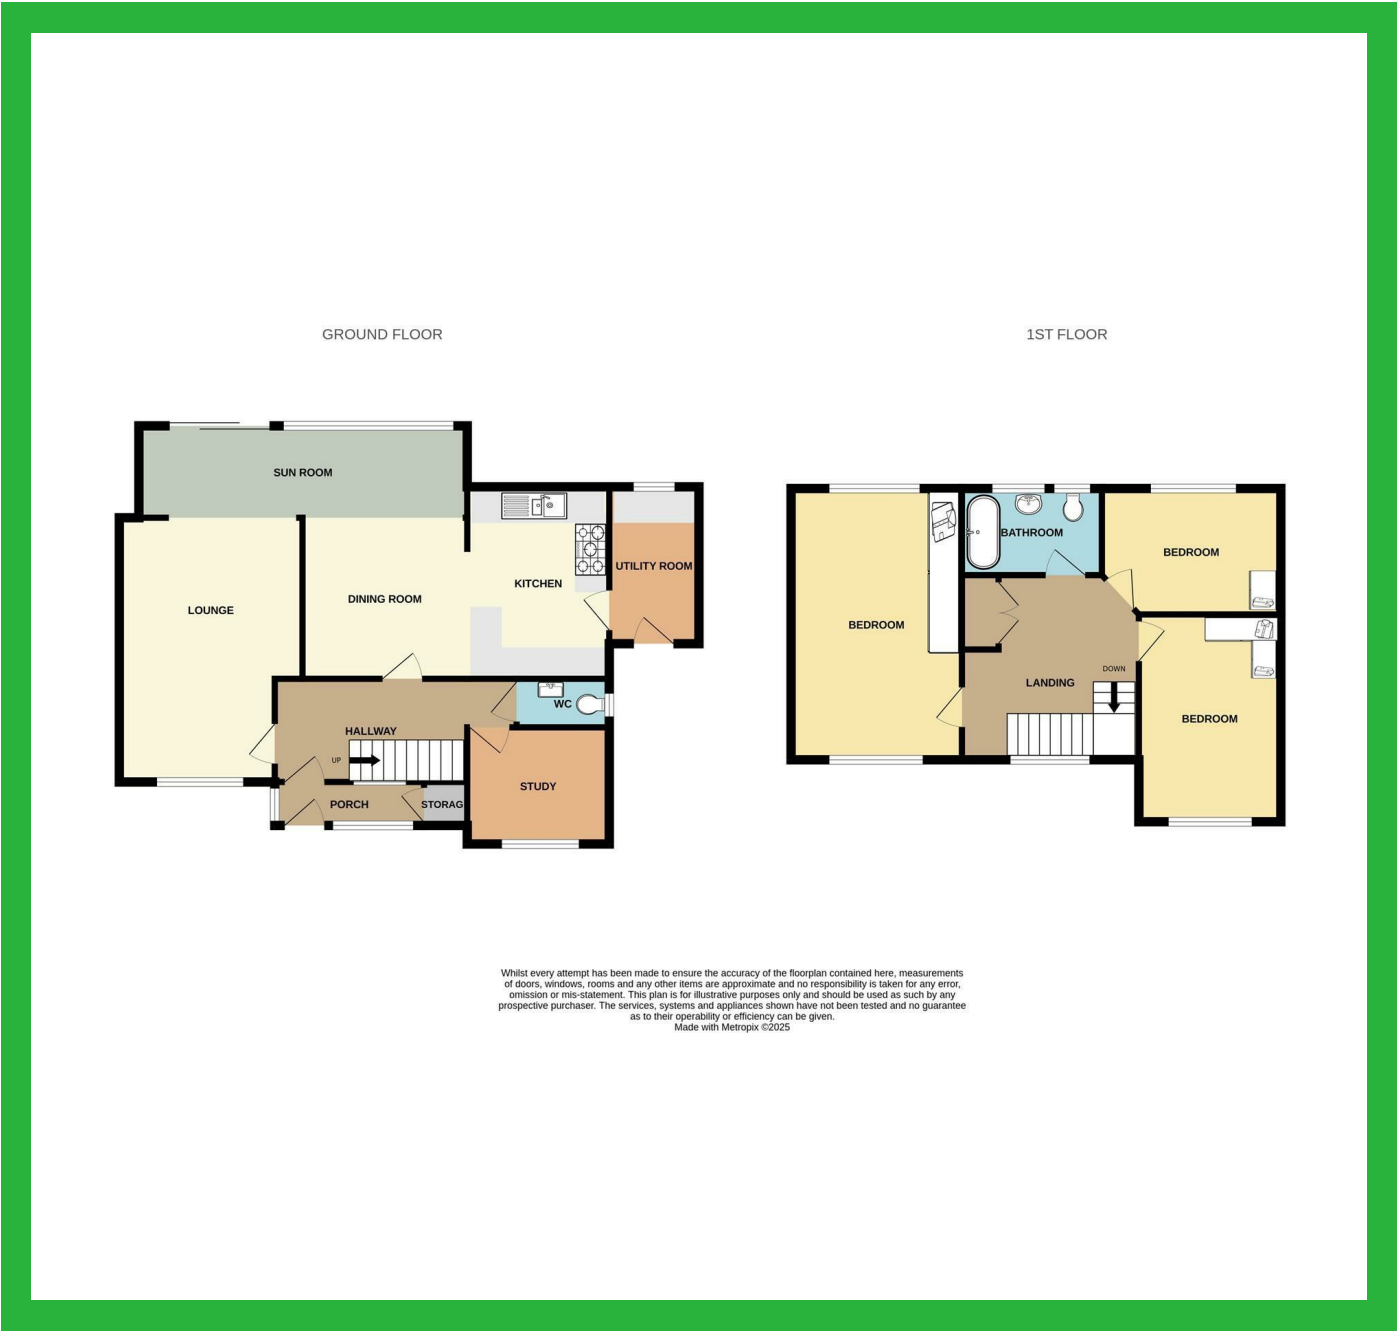 GROUND FLOOR
SUN ROOM
LOUNGE
DINING ROOM
KITCHEN
UTILITY ROOM
WC
HALLWAY
UP
PORCH
STORAG
STUDY
1ST FLOOR
BATHROOM
BEDROOM
BEDROOM
LANDING
DOWN
BEDROOM
Whilst every attempt has been made to ensure the accuracy of the floorplan contained here, measurements
of doors, windows, rooms and any other items are approximate and no responsibility is taken for any error,
omission or mis-statement. This plan is for illustrative purposes only and should be used as such by any
prospective purchaser. The services, systems and appliances shown have not been tested and no guarantee
as to their operability or efficiency can be given.
Made with Metropix ©2025